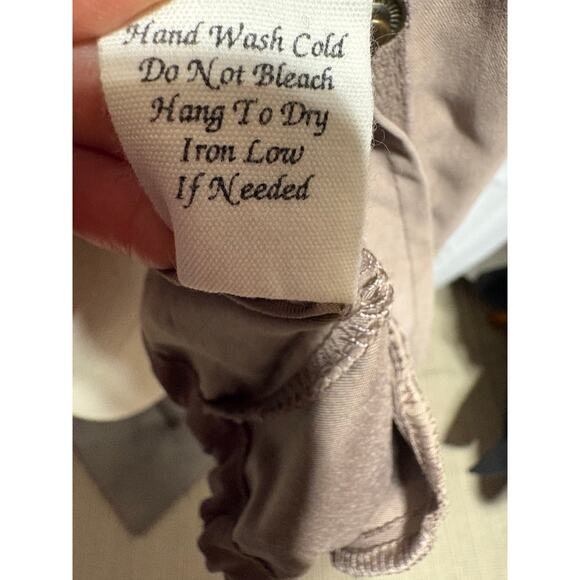 Hand Wash Cold
Do Not Bleach
Hang To Dry
Iron Low
If Needed